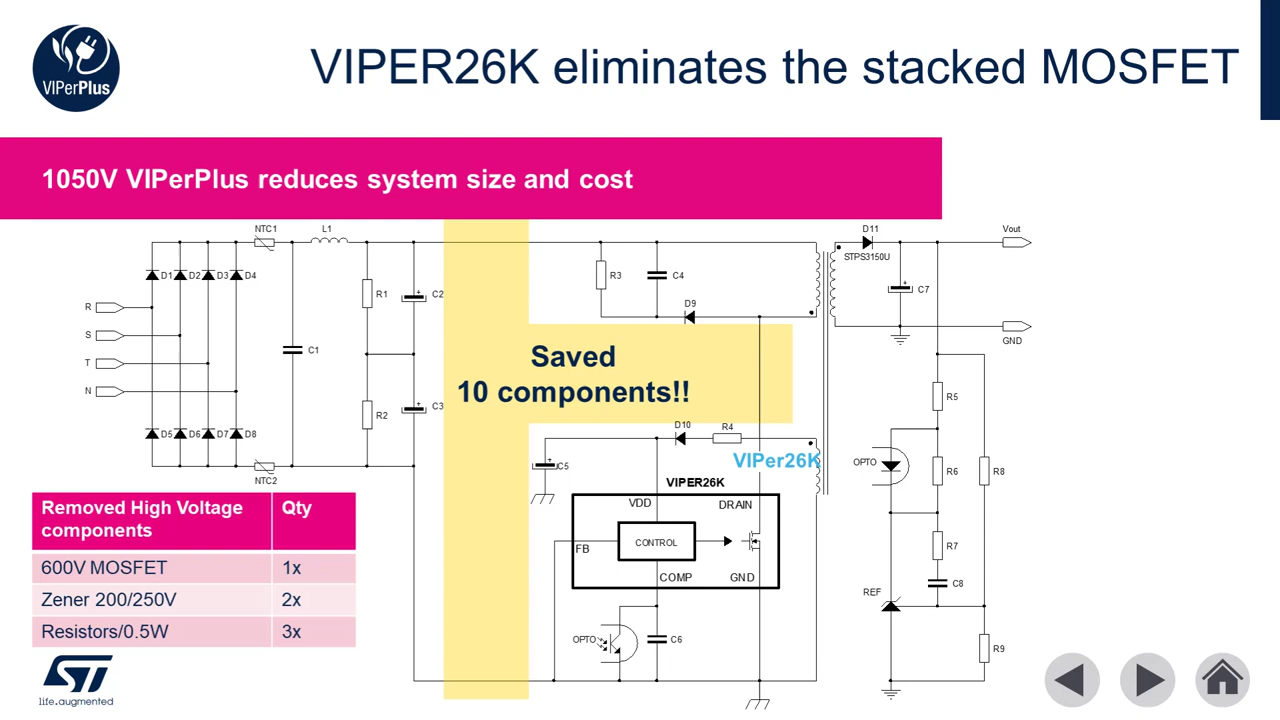 VIPerPlus
VIPER26K eliminates the stacked MOSFET
1050V VIPerPlus reduces system size and cost
NTC1
L1
D11
Vout
STPS3150U
D1
D2
D3
D4
R3
C4
R1
C2
C7
D9
R
S
T
N
GND
C1
Saved
10 components!!
R2
C3
R5
D5
D6
D7
D8
D10
R4
C5
VIPer26K
OPTO
R6
R8
NTC2
VIPER26K
VDD
DRAIN
CONTROL
FB
COMP
GND
R7
C8
REF
OPTO
C6
R9
Removed High Voltage components
Qty
600V MOSFET
1x
Zener 200/250V
2x
Resistors/0.5W
3x
ST
life.augmented
+
+
+
+